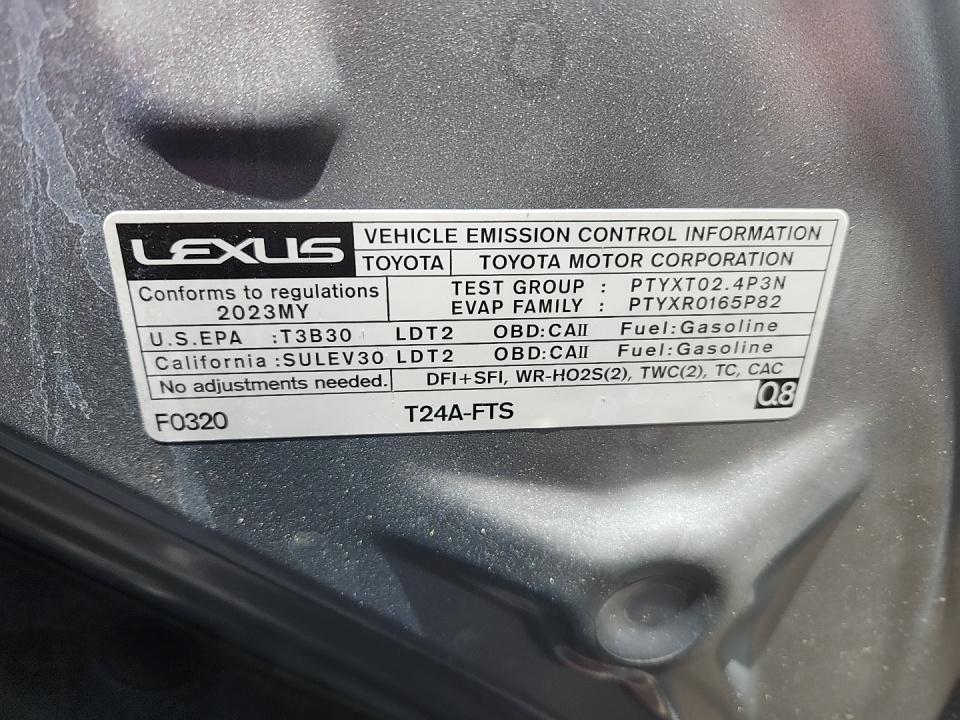 LEXUS VEHICLE EMISSION CONTROL INFORMATION
TOYOTA TOYOTA MOTOR CORPORATION
Conforms to regulations
2023MY
TEST GROUP : PTYXT02.4P3N
EVAP FAMILY : PTYXR0165P82
U.S.EPA :T3B30 LDT2 OBD:CAII Fuel:Gasoline
California:SULEV30 LDT2 OBD:CAII Fuel:Gasoline
No adjustments needed. DFI+SFI, WR-HO2S(2), TWC(2), TC, CAC
F0320 T24A-FTS Q8